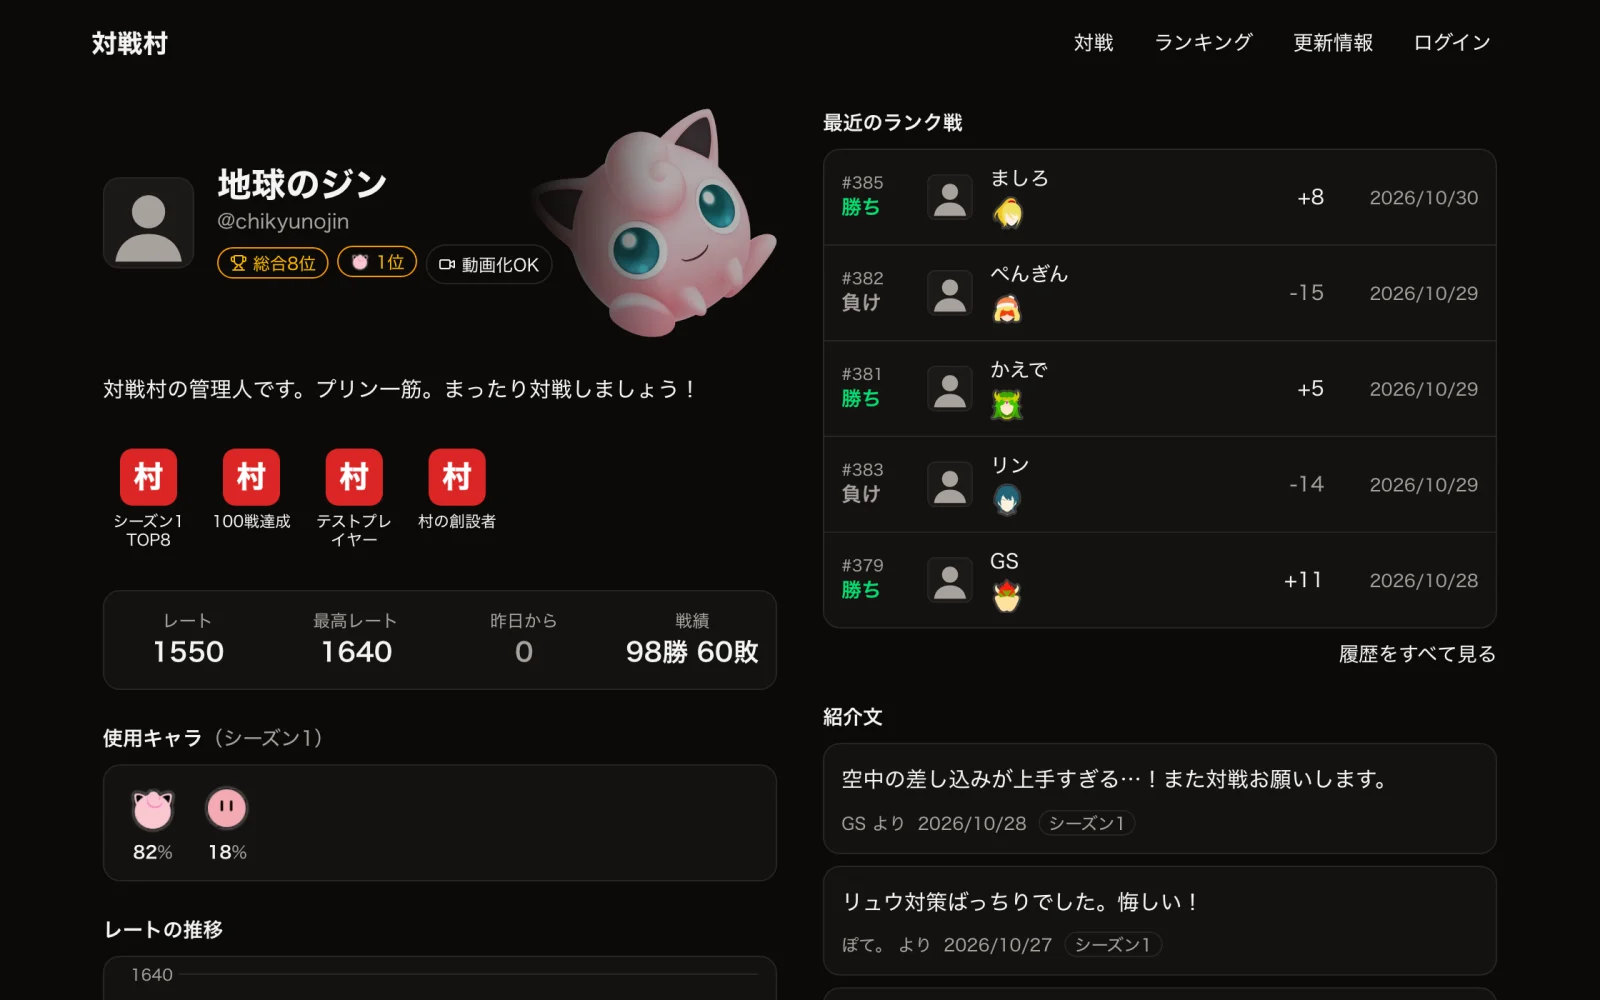 対戦村
対戦 ランキング 更新情報 ログイン
地球のジン
@chikyunojin
総合8位 1位 動画化OK
対戦村の管理人です。プリン一筋。まったり対戦しましょう！
村 村 村 村
シーズン1
TOP8
100戦達成
テストプレ
イヤー
村の創設者
レート 最高レート 昨日から 戦績
1550 1640 0 98勝 60敗
使用キャラ（シーズン1）
82% 18%
レートの推移
1640
最近のランク戦
#385 ましろ
勝ち +8 2026/10/30
#382 ぺんぎん
負け -15 2026/10/29
#381 かえで
勝ち +5 2026/10/29
#383 リン
負け -14 2026/10/29
#379 GS
勝ち +11 2026/10/28
履歴をすべて見る
紹介文
空中の差し込みが上手すぎる…！また対戦お願いします。
GS より 2026/10/28 シーズン1
リュウ対策ばっちりでした。悔しい！
ぽて。 より 2026/10/27 シーズン1